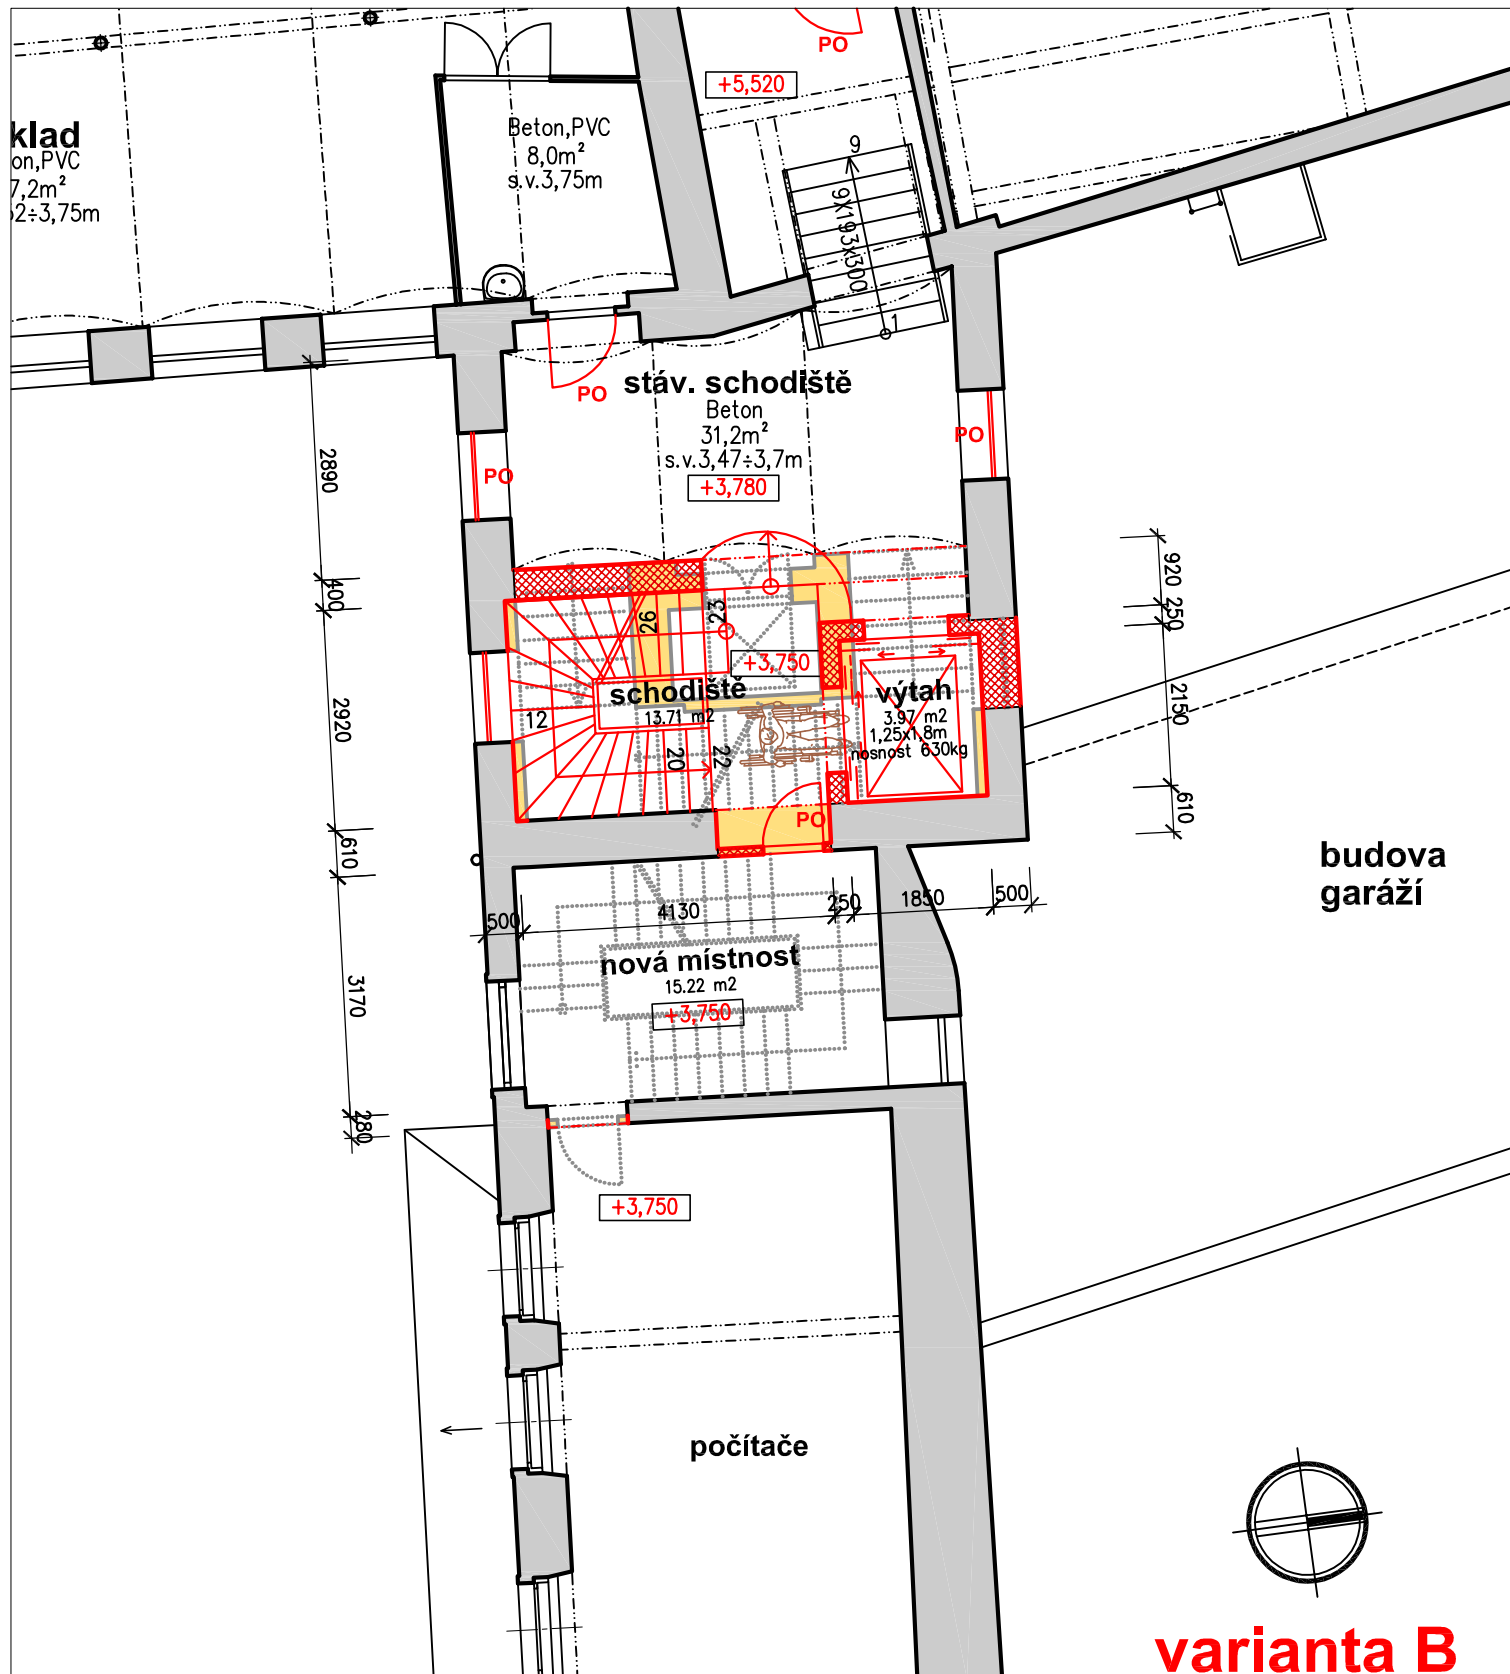 PO
+5,520
klad
on,PVC
7,2m²
2÷3,75m
Beton,PVC
8,0m²
s.v.3,75m
9
9X193x300
1
PO
stáv. schodiště
Beton
31,2m²
s.v.3,47÷3,7m
+3,780
PO
PO
2890
400
2920
610
3170
280
920
250
2150
610
26
23
+3,750
schodiště
13.71 m2
12
20
22
výtah
3.97 m2
1,25x1,8m
nosnost 630kg
PO
500
4130
250
1850
500
nová místnost
15.22 m2
+3,750
budova
garáží
+3,750
počítače
varianta B